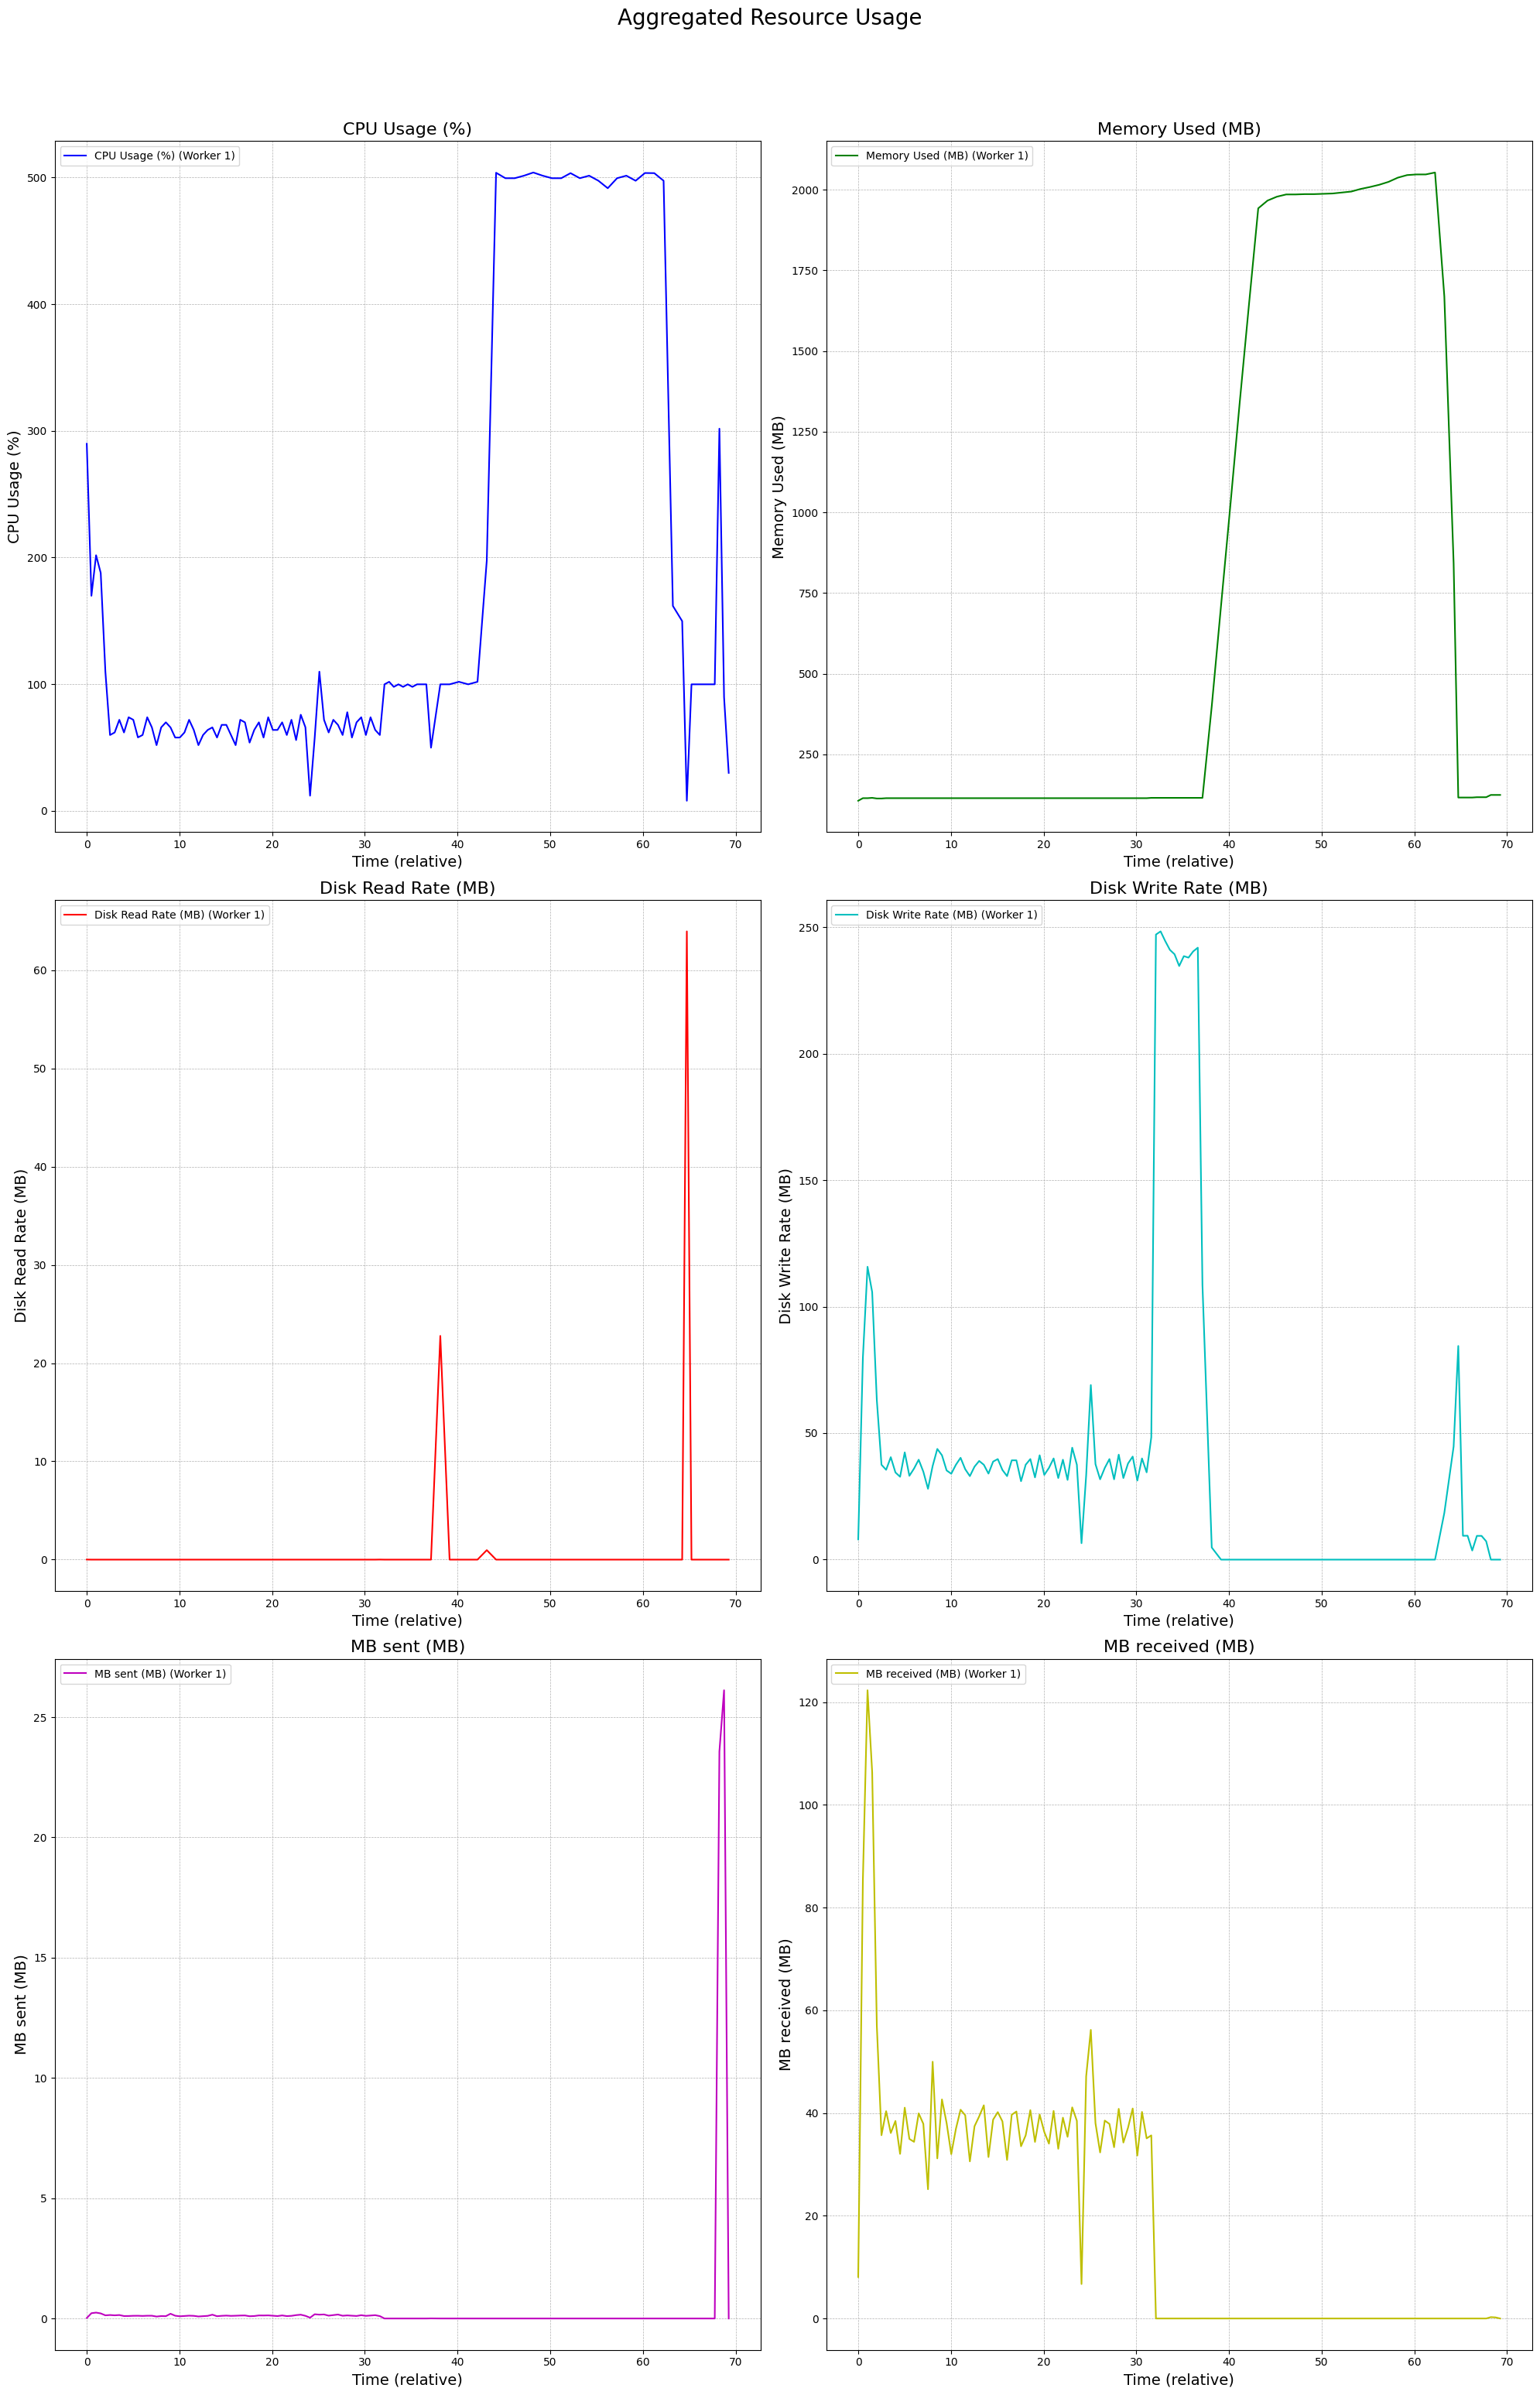 Aggregated Resource Usage
CPU Usage (%)
CPU Usage (%) (Worker 1)
CPU Usage (%)
500
400
300
200
100
0
0 10 20 30 40 50 60 70
Time (relative)
Memory Used (MB)
Memory Used (MB) (Worker 1)
Memory Used (MB)
2000
1750
1500
1250
1000
750
500
250
0 10 20 30 40 50 60 70
Time (relative)
Disk Read Rate (MB)
Disk Read Rate (MB) (Worker 1)
Disk Read Rate (MB)
60
50
40
30
20
10
0
0 10 20 30 40 50 60 70
Time (relative)
Disk Write Rate (MB)
Disk Write Rate (MB) (Worker 1)
Disk Write Rate (MB)
250
200
150
100
50
0
0 10 20 30 40 50 60 70
Time (relative)
MB sent (MB)
MB sent (MB) (Worker 1)
MB sent (MB)
25
20
15
10
5
0
0 10 20 30 40 50 60 70
Time (relative)
MB received (MB)
MB received (MB) (Worker 1)
MB received (MB)
120
100
80
60
40
20
0
0 10 20 30 40 50 60 70
Time (relative)